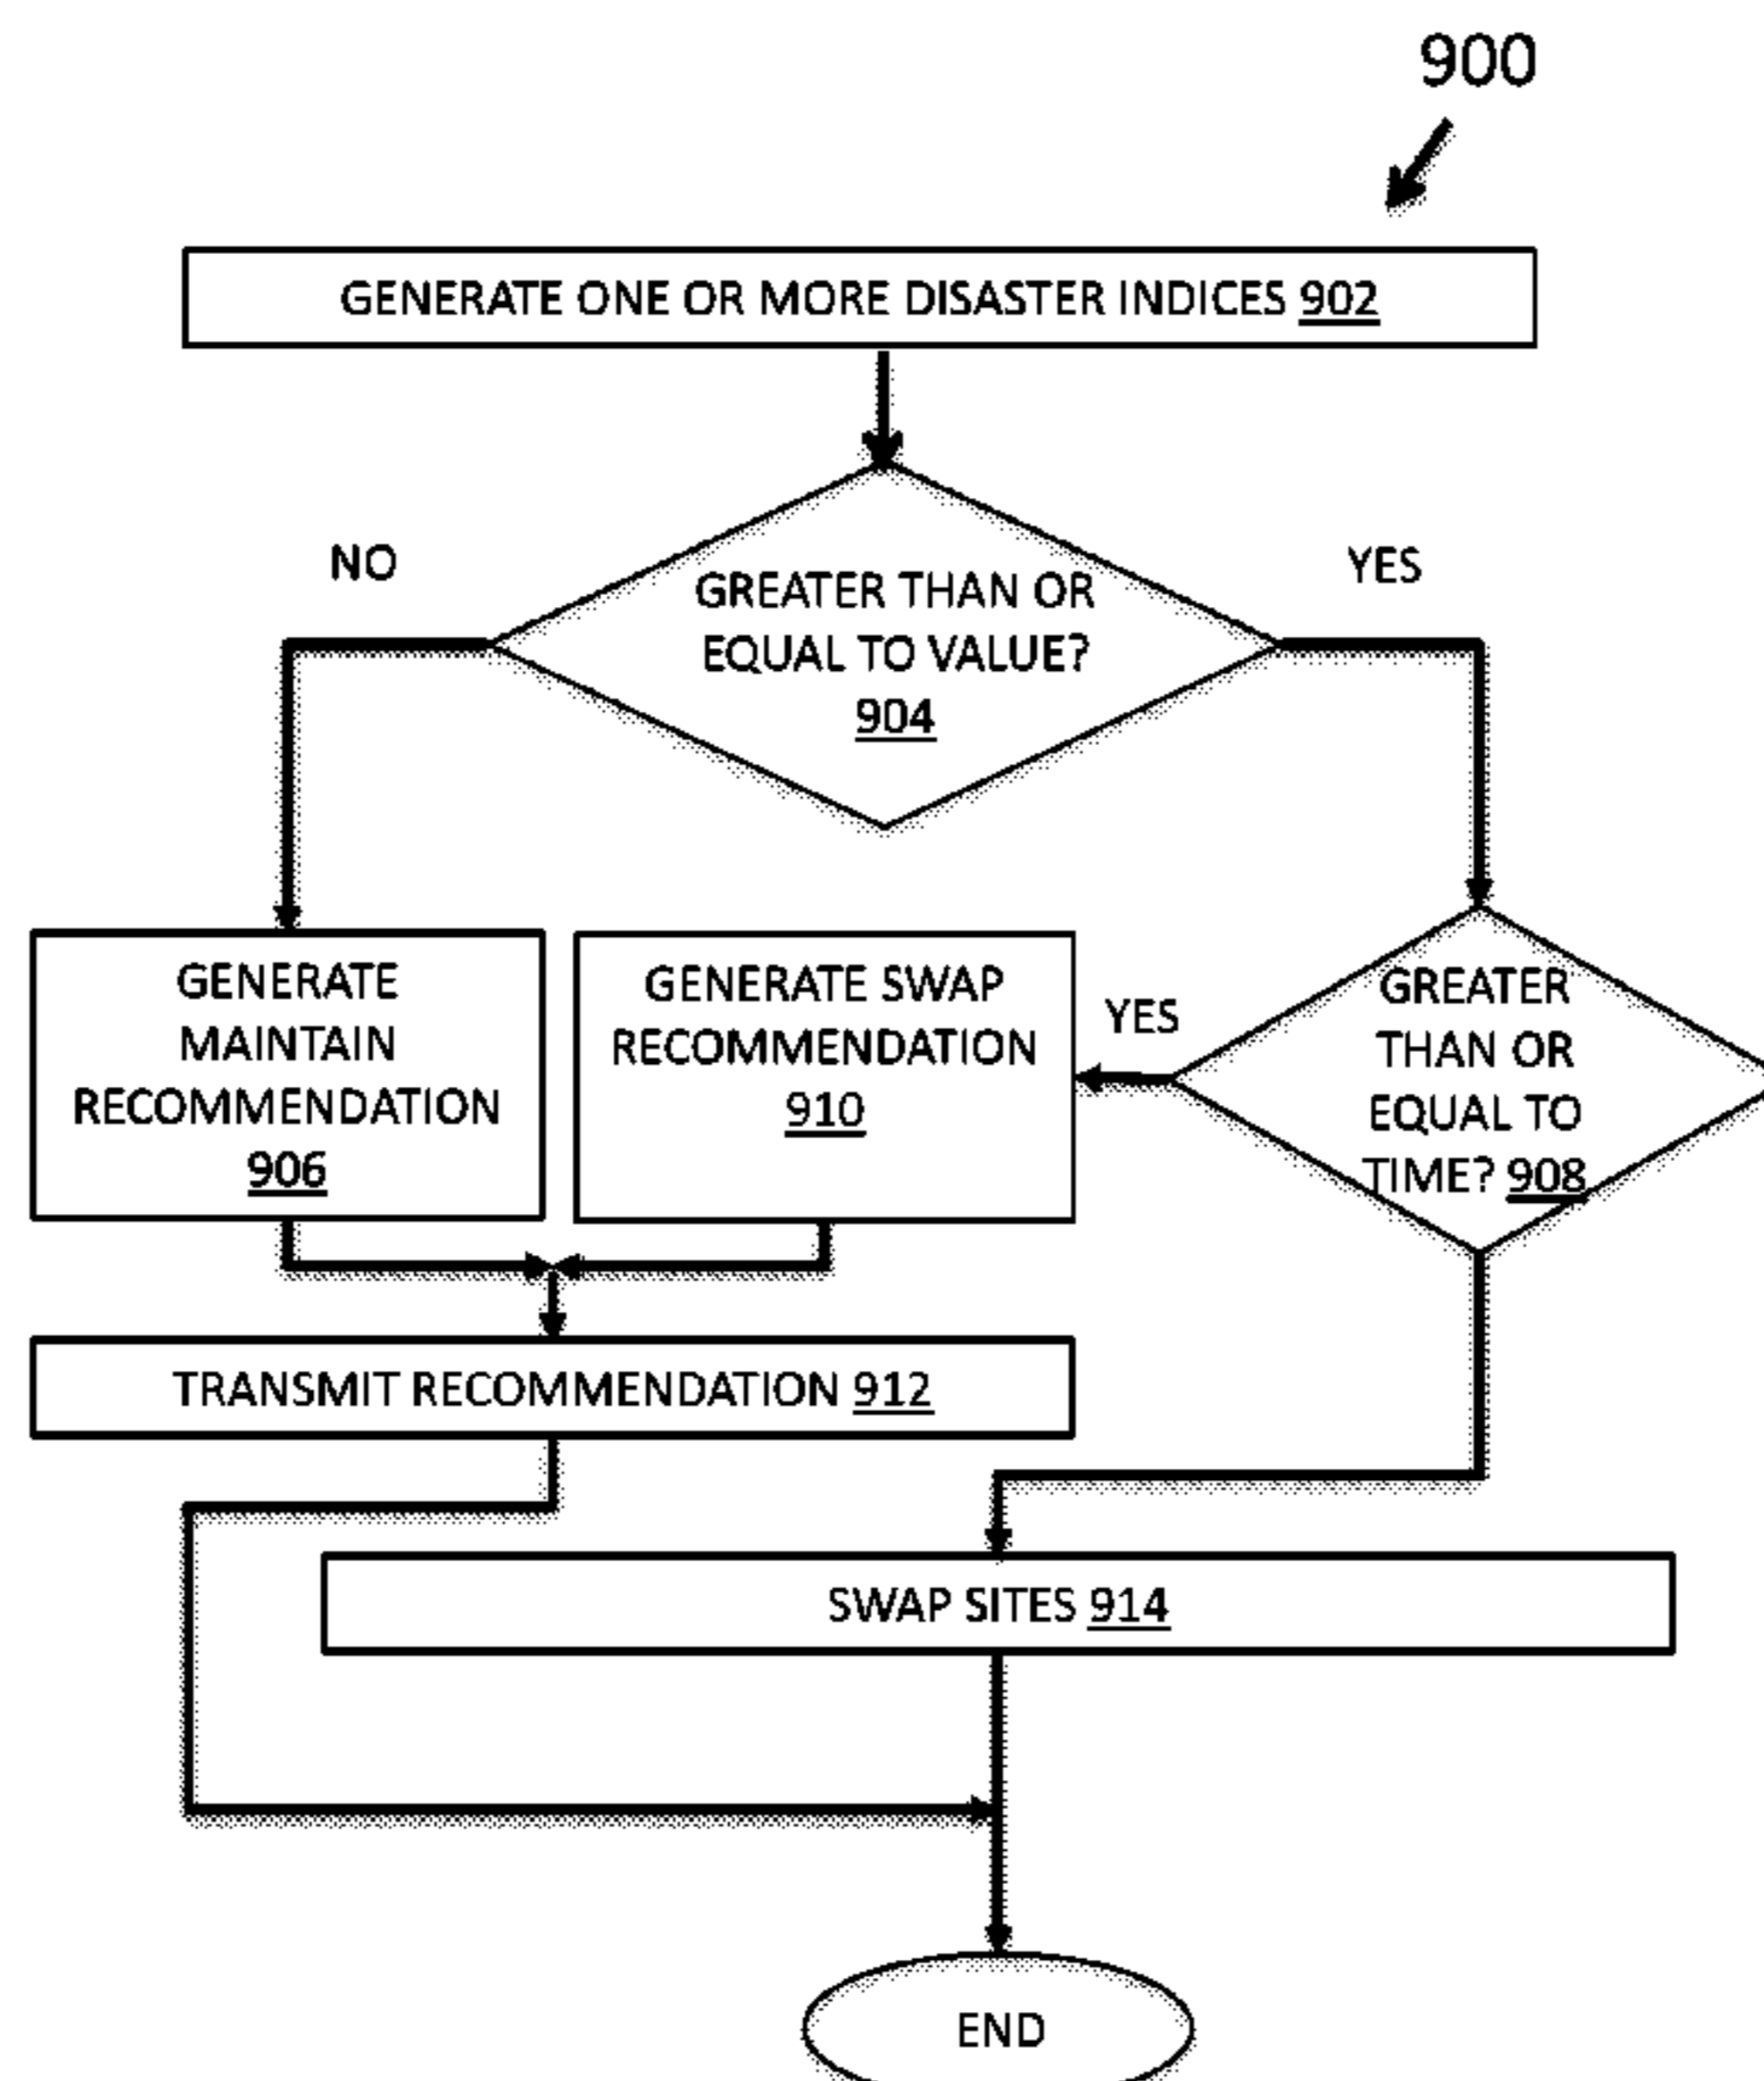 900
GENERATE ONE OR MORE DISASTER INDICES 902
NO
YES
GREATER THAN OR
EQUAL TO VALUE?
904
GENERATE
MAINTAIN
RECOMMENDATION
906
GENERATE SWAP
RECOMMENDATION
910
YES
GREATER
THAN OR
EQUAL TO
TIME? 908
TRANSMIT RECOMMENDATION 912
SWAP SITES 914
END